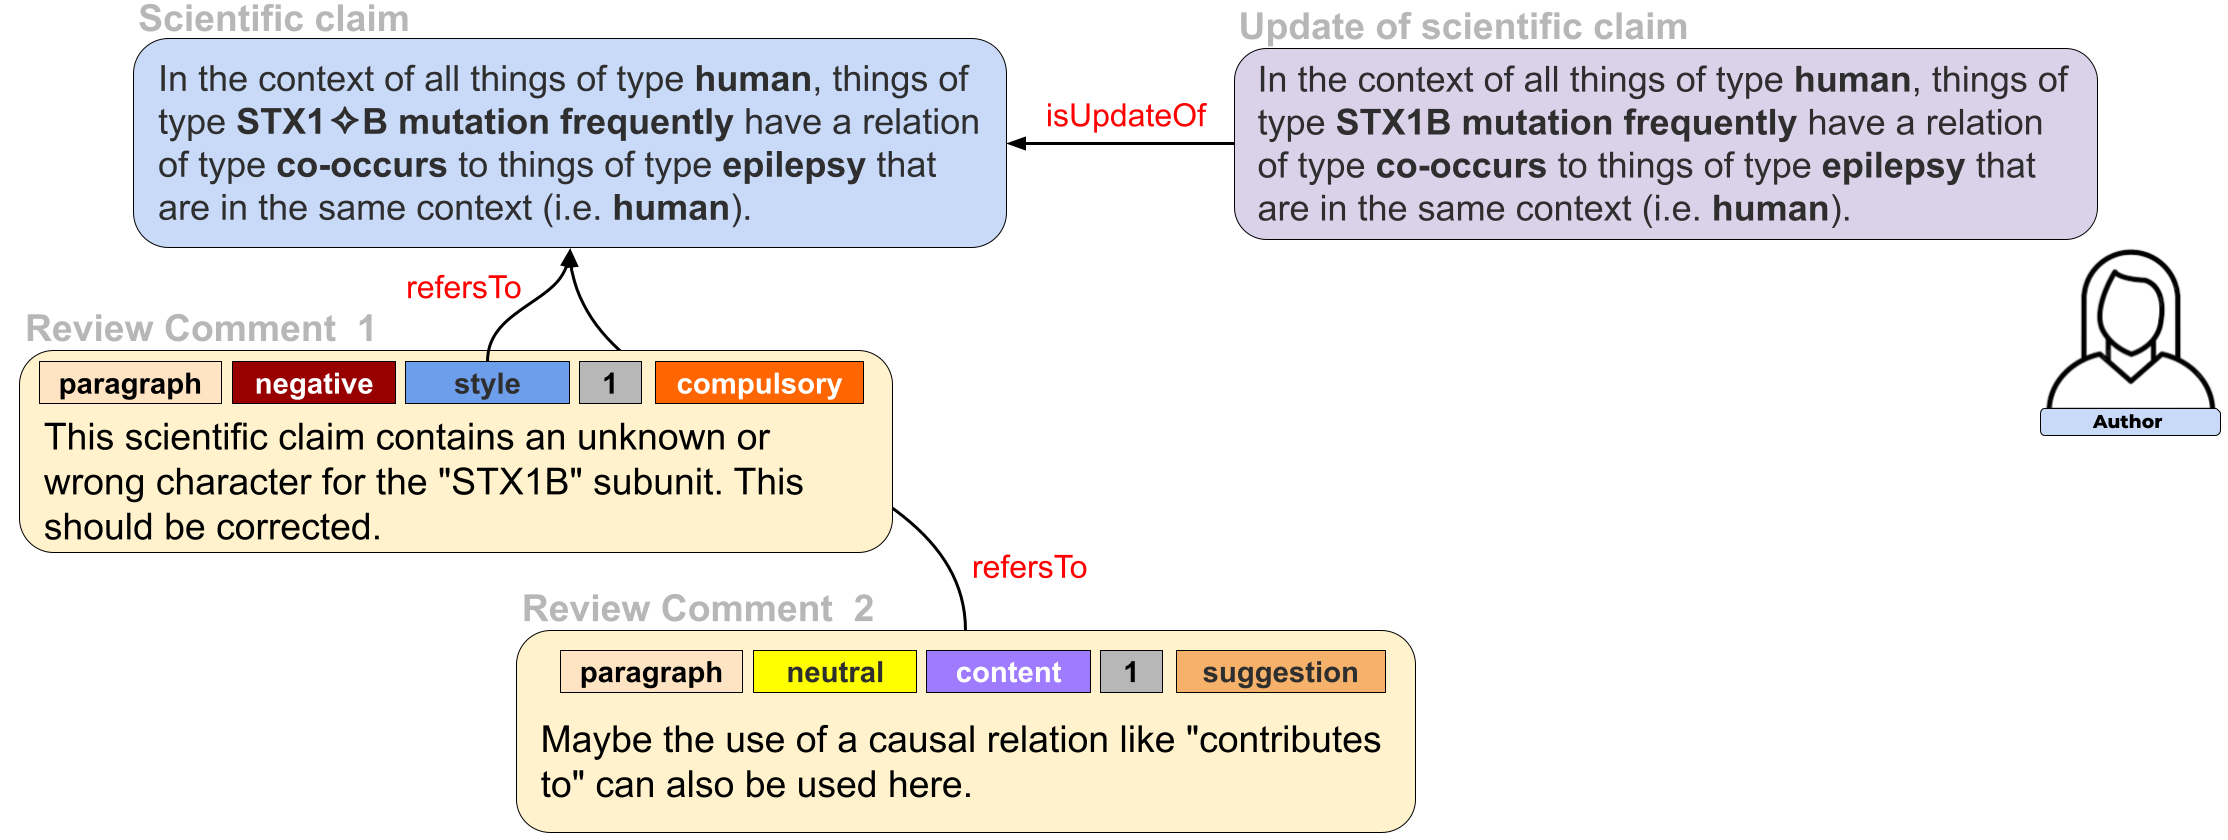 Scientific claim
In the context of all things of type human, things of
type STX1✧B mutation frequently have a relation
of type co-occurs to things of type epilepsy that
are in the same context (i.e. human).
isUpdateOf
Update of scientific claim
In the context of all things of type human, things of
type STX1B mutation frequently have a relation
of type co-occurs to things of type epilepsy that
are in the same context (i.e. human).
Author
refersTo
Review Comment 1
paragraph negative style 1 compulsory
This scientific claim contains an unknown or
wrong character for the "STX1B" subunit. This
should be corrected.
refersTo
Review Comment 2
paragraph neutral content 1 suggestion
Maybe the use of a causal relation like "contributes
to" can also be used here.